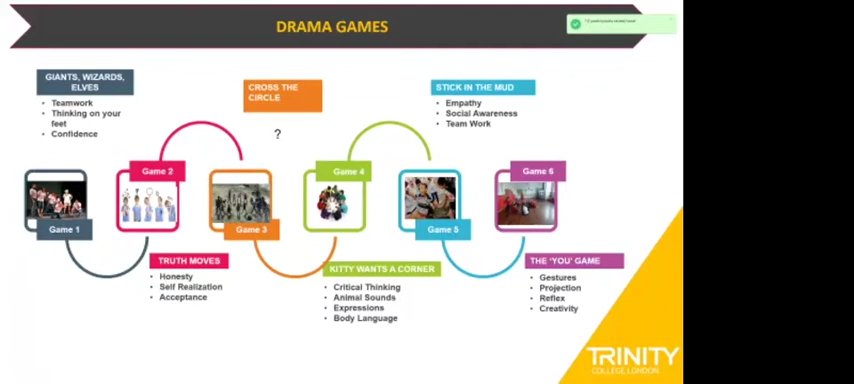 DRAMA GAMES
GIANTS, WIZARDS,
ELVES
• Teamwork
• Thinking on your
feet
• Confidence
CROSS THE
CIRCLE
?
STICK IN THE MUD
• Empathy
• Social Awareness
• Team Work
Game 2
Game 4
Game 6
Game 1
Game 3
Game 5
TRUTH MOVES
• Honesty
• Self Realization
• Acceptance
KITTY WANTS A CORNER
• Critical Thinking
• Animal Sounds
• Expressions
• Body Language
THE 'YOU' GAME
• Gestures
• Projection
• Reflex
• Creativity
TRINITY
COLLEGE LONDON